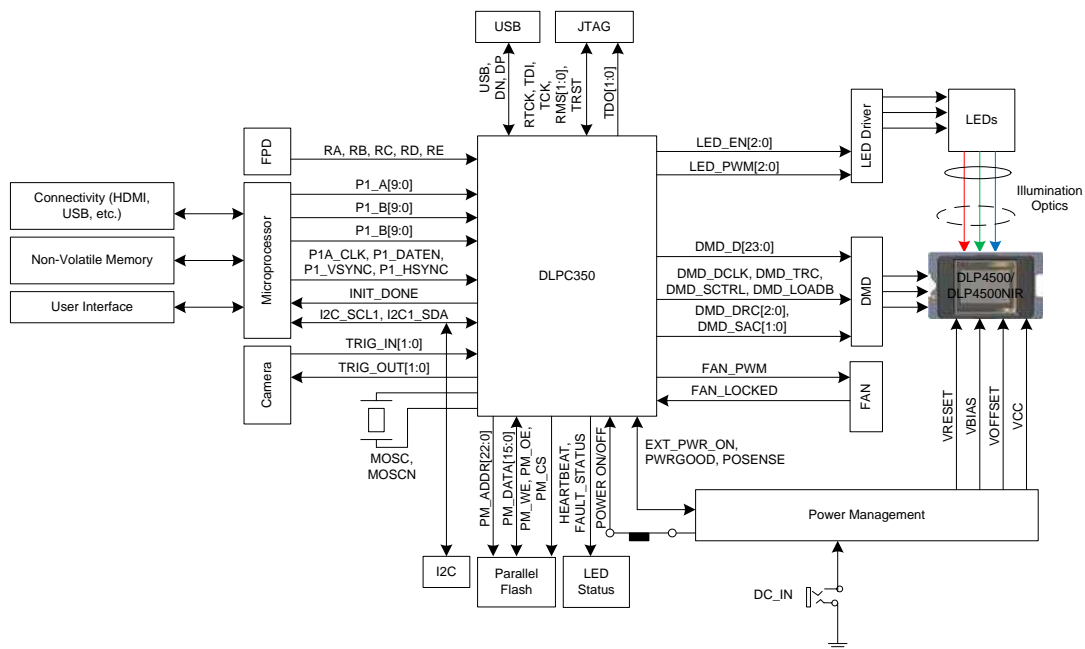 USB
JTAG
USB,
DN, DP
RTCK, TDI,
TCK,
RMS[1:0],
TRST
TDO[1:0]
FPD
RA, RB, RC, RD, RE
Connectivity (HDMI,
USB, etc.)
Non-Volatile Memory
User Interface
Microprocessor
P1_A[9:0]
P1_B[9:0]
P1_B[9:0]
P1A_CLK, P1_DATEN,
P1_VSYNC, P1_HSYNC
INIT_DONE
I2C_SCL1, I2C1_SDA
Camera
TRIG_IN[1:0]
TRIG_OUT[1:0]
MOSC,
MOSCN
DLPC350
LED_EN[2:0]
LED_PWM[2:0]
LED Driver
LEDs
Illumination
Optics
DMD_D[23:0]
DMD_DCLK, DMD_TRC,
DMD_SCTRL, DMD_LOADB
DMD_DRC[2:0],
DMD_SAC[1:0]
DMD
DLP4500/
DLP4500NIR
FAN_PWM
FAN_LOCKED
FAN
VRESET
VBIAS
VOFFSET
VCC
PM_ADDR[22:0]
PM_DATA[15:0]
PM_WE, PM_OE,
PM_CS
HEARTBEAT,
FAULT_STATUS
POWER ON/OFF
EXT_PWR_ON,
PWRGOOD, POSENSE
Power Management
I2C
Parallel
Flash
LED
Status
DC_IN